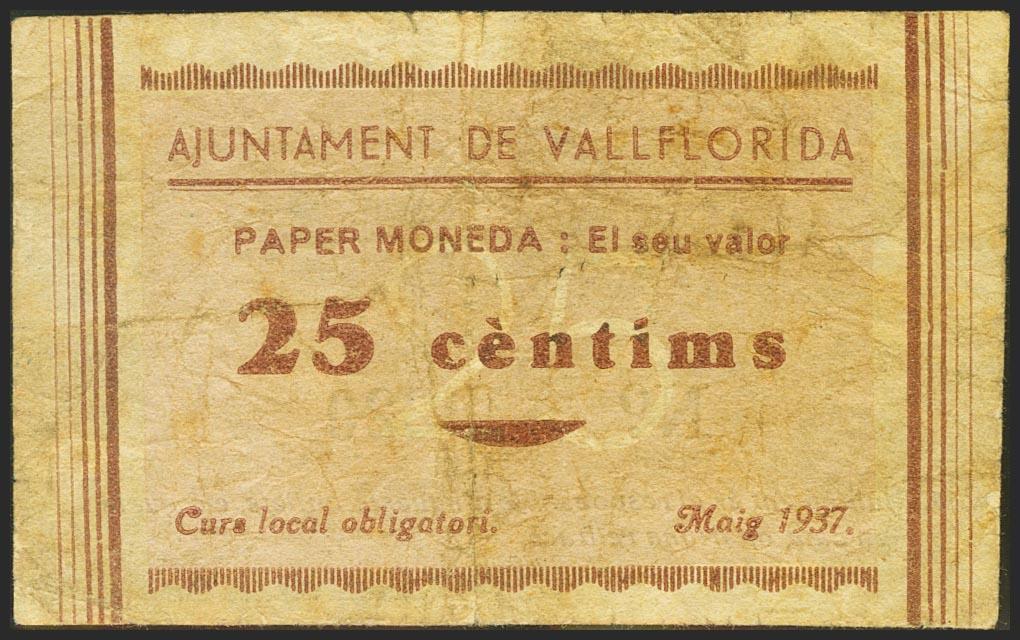 AJUNTAMENT DE VALLFLORIDA
PAPER MONEDA : El seu valor
25 cèntims
Curs local obligatori.
Maig 1937.